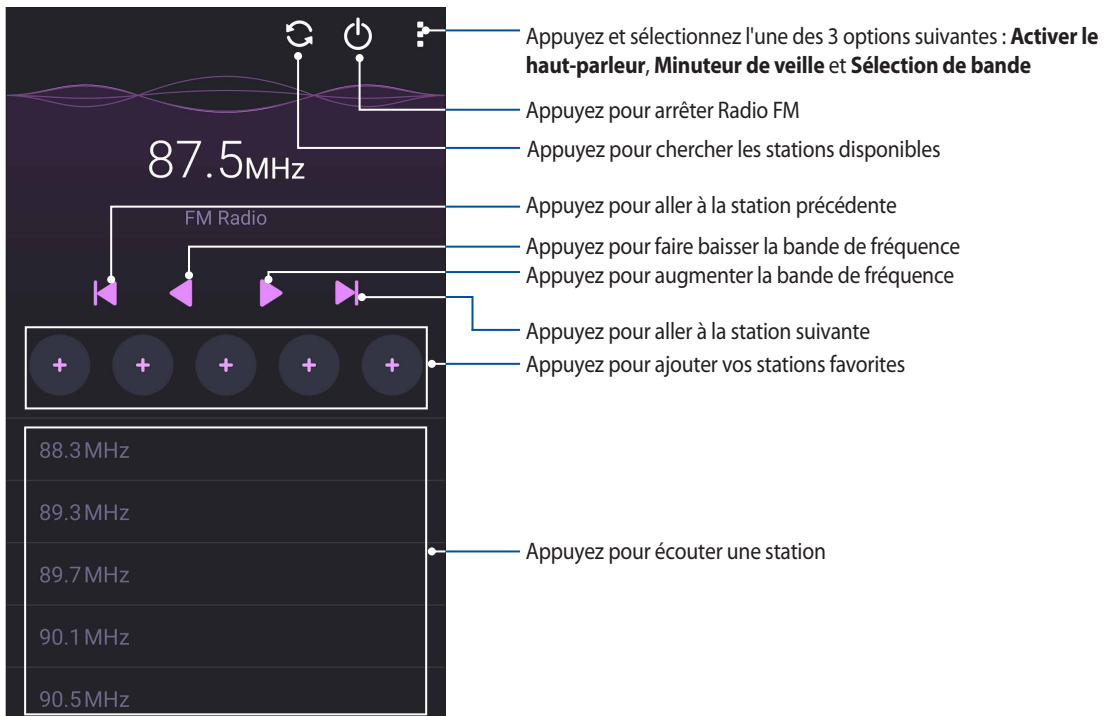 Appuyez et sélectionnez l'une des 3 options suivantes : Activer le
haut-parleur, Minuteur de veille et Sélection de bande
Appuyez pour arrêter Radio FM
Appuyez pour chercher les stations disponibles
87.5MHz
FM Radio
Appuyez pour aller à la station précédente
Appuyez pour faire baisser la bande de fréquence
Appuyez pour augmenter la bande de fréquence
Appuyez pour aller à la station suivante
Appuyez pour ajouter vos stations favorites
+ + + + +
88.3MHz
89.3MHz
89.7MHz
90.1MHz
90.5MHz
Appuyez pour écouter une station